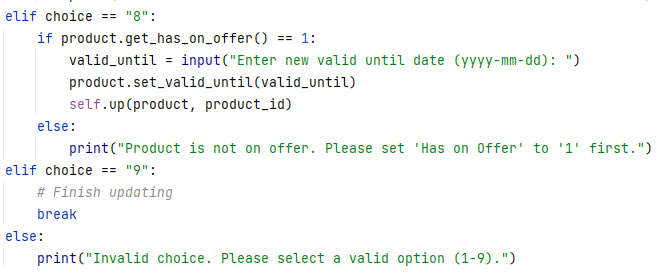 elif choice == "8":
    if product.get_has_on_offer() == 1:
        valid_until = input("Enter new valid until date (yyyy-mm-dd): ")
        product.set_valid_until(valid_until)
        self.up(product, product_id)
    else:
        print("Product is not on offer. Please set 'Has on Offer' to '1' first.")
elif choice == "9":
    # Finish updating
    break
else:
    print("Invalid choice. Please select a valid option (1-9).")